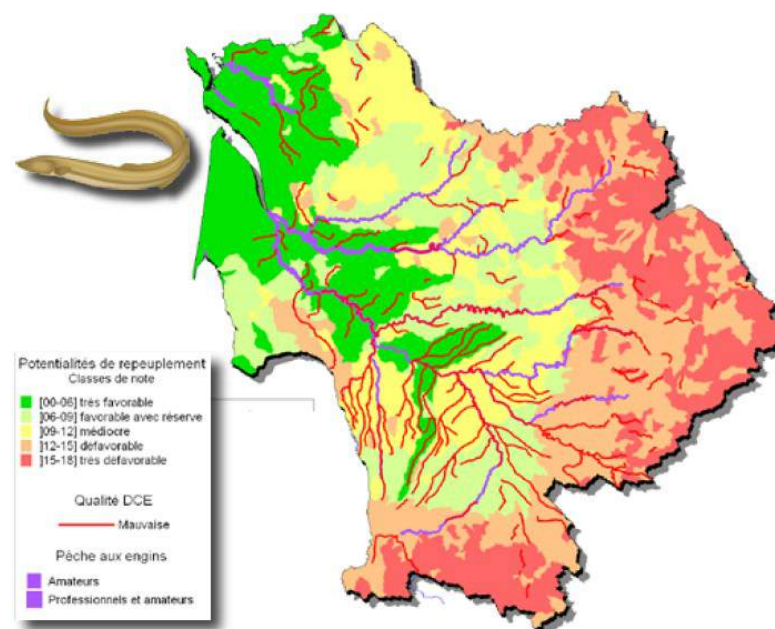 Potentialités de repeuplement
Classes de note
]00-06] très favorable
]06-09] favorable avec réserve
]09-12] médiocre
]12-15] défavorable
]15-18] très défavorable
Qualité DCE
Mauvaise
Pêche aux engins
Amateurs
Professionnels et amateurs